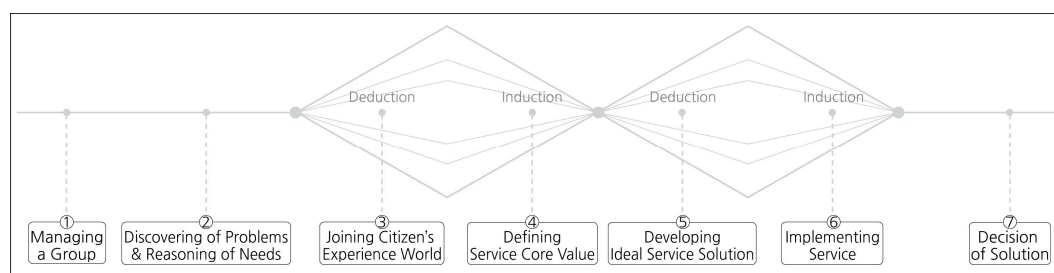 Deduction
Induction
Deduction
Induction
1
Managing
a Group
2
Discovering of Problems
& Reasoning of Needs
3
Joining Citizen's
Experience World
4
Defining
Service Core Value
5
Developing
Ideal Service Solution
6
Implementing
Service
7
Decision
of Solution